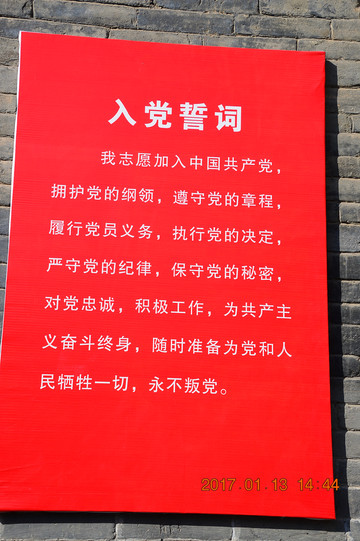 入党誓词
我志愿加入中国共产党，
拥护党的纲领，遵守党的章程，
履行党员义务，执行党的决定，
严守党的纪律，保守党的秘密，
对党忠诚，积极工作，为共产主
义奋斗终身，随时准备为党和人
民牺牲一切，永不叛党。
2017.01.13 14:44